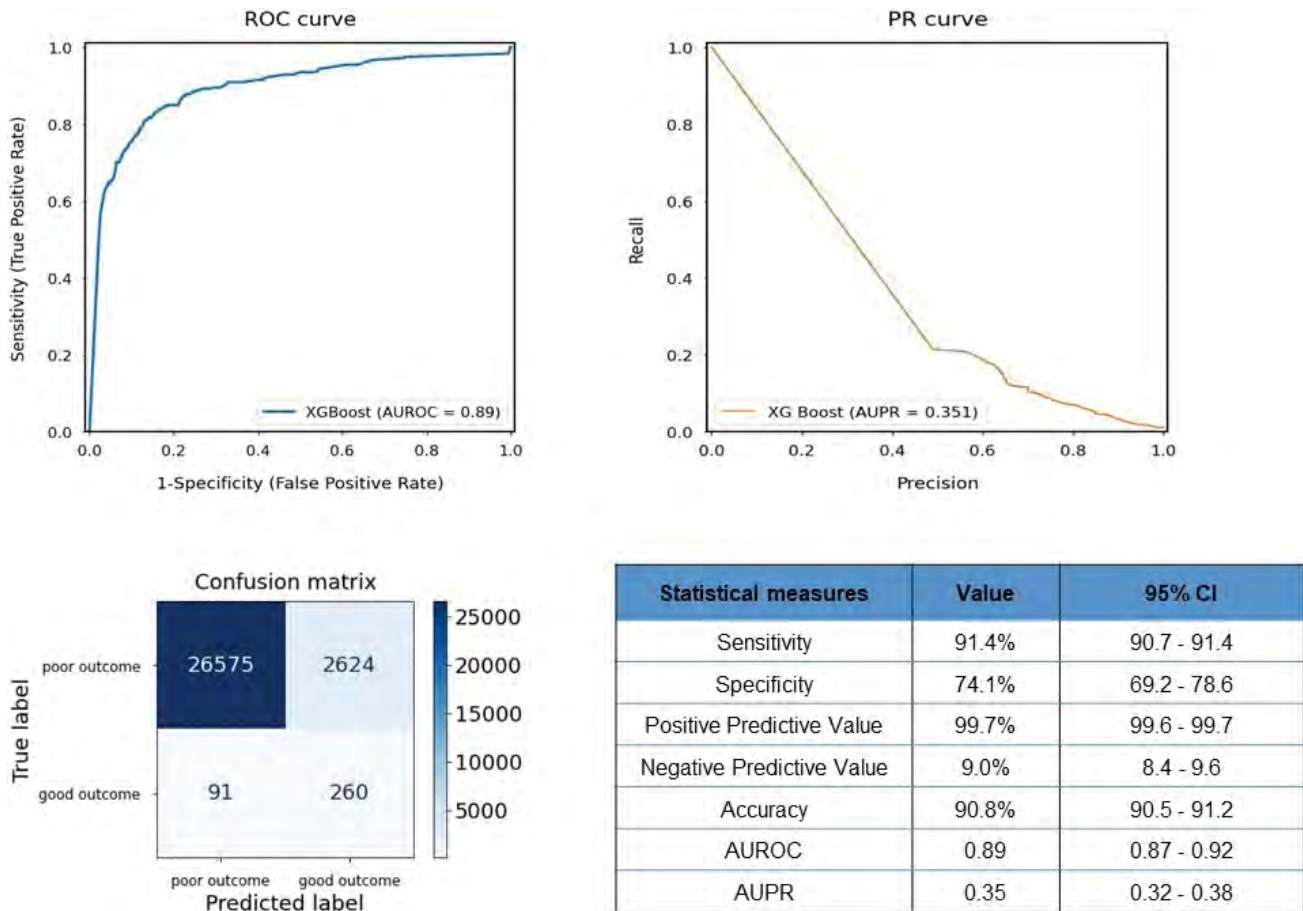 ROC curve
1.0
0.8
0.6
0.4
0.2
0.0
Sensitivity (True Positive Rate)
XGBoost (AUROC = 0.89)
0.0 0.2 0.4 0.6 0.8 1.0
1-Specificity (False Positive Rate)
PR curve
1.0
0.8
0.6
0.4
0.2
0.0
Recall
XG Boost (AUPR = 0.351)
0.0 0.2 0.4 0.6 0.8 1.0
Precision
Confusion matrix
True label
poor outcome 26575 2624
good outcome 91 260
poor outcome good outcome
Predicted label
25000
20000
15000
10000
5000
Statistical measures Value 95% CI
Sensitivity 91.4% 90.7 - 91.4
Specificity 74.1% 69.2 - 78.6
Positive Predictive Value 99.7% 99.6 - 99.7
Negative Predictive Value 9.0% 8.4 - 9.6
Accuracy 90.8% 90.5 - 91.2
AUROC 0.89 0.87 - 0.92
AUPR 0.35 0.32 - 0.38